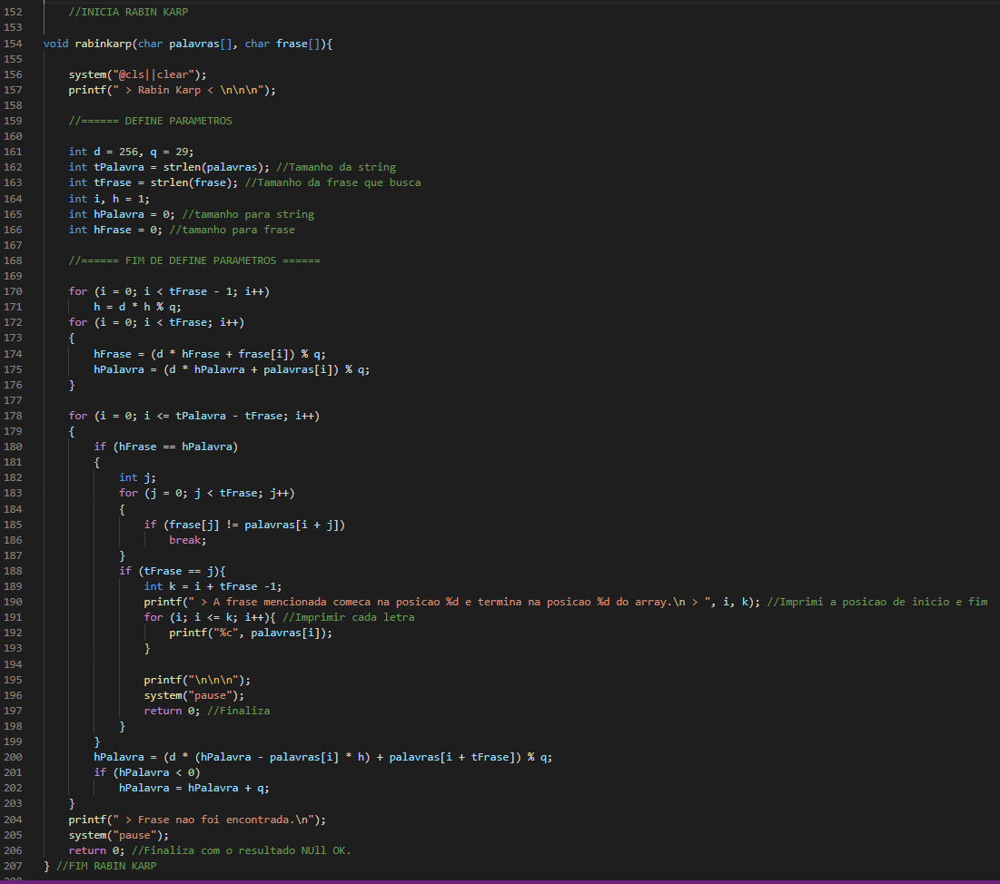 152 //INICIA RABIN KARP
153
154 void rabinkarp(char palavras[], char frase[]){
155
156     system("@cls||clear");
157     printf(" > Rabin Karp < \n\n\n");
158
159     //====== DEFINE PARAMETROS
160
161     int d = 256, q = 29;
162     int tPalavra = strlen(palavras); //Tamanho da string
163     int tFrase = strlen(frase); //Tamanho da frase que busca
164     int i, h = 1;
165     int hPalavra = 0; //tamanho para string
166     int hFrase = 0; //tamanho para frase
167
168     //====== FIM DE DEFINE PARAMETROS ======
169
170     for (i = 0; i < tFrase - 1; i++)
171         h = d * h % q;
172     for (i = 0; i < tFrase; i++)
173     {
174         hFrase = (d * hFrase + frase[i]) % q;
175         hPalavra = (d * hPalavra + palavras[i]) % q;
176     }
177
178     for (i = 0; i <= tPalavra - tFrase; i++)
179     {
180         if (hFrase == hPalavra)
181         {
182             int j;
183             for (j = 0; j < tFrase; j++)
184             {
185                 if (frase[j] != palavras[i + j])
186                     break;
187             }
188             if (tFrase == j){
189                 int k = i + tFrase -1;
190                 printf(" > A frase mencionada comeca na posicao %d e termina na posicao %d do array.\n > ", i, k); //Imprimi a posicao de inicio e fim
191                 for (i; i <= k; i++){ //Imprimir cada letra
192                     printf("%c", palavras[i]);
193                 }
194
195                 printf("\n\n\n");
196                 system("pause");
197                 return 0; //Finaliza
198             }
199         }
200         hPalavra = (d * (hPalavra - palavras[i] * h) + palavras[i + tFrase]) % q;
201         if (hPalavra < 0)
202             hPalavra = hPalavra + q;
203     }
204     printf(" > Frase nao foi encontrada.\n");
205     system("pause");
206     return 0; //Finaliza com o resultado NUll OK.
207 } //FIM RABIN KARP